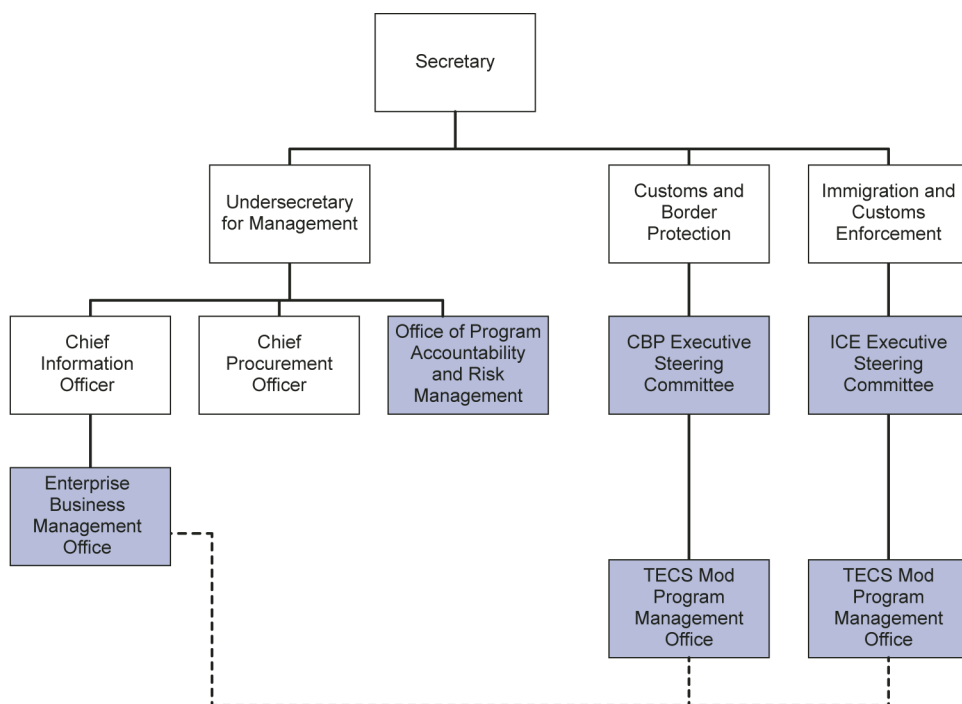 Secretary
Undersecretary
for Management
Customs and
Border
Protection
Immigration and
Customs
Enforcement
Chief
Information
Officer
Chief
Procurement
Officer
Office of Program
Accountability
and Risk
Management
CBP Executive
Steering
Committee
ICE Executive
Steering
Committee
Enterprise
Business
Management
Office
TECS Mod
Program
Management
Office
TECS Mod
Program
Management
Office